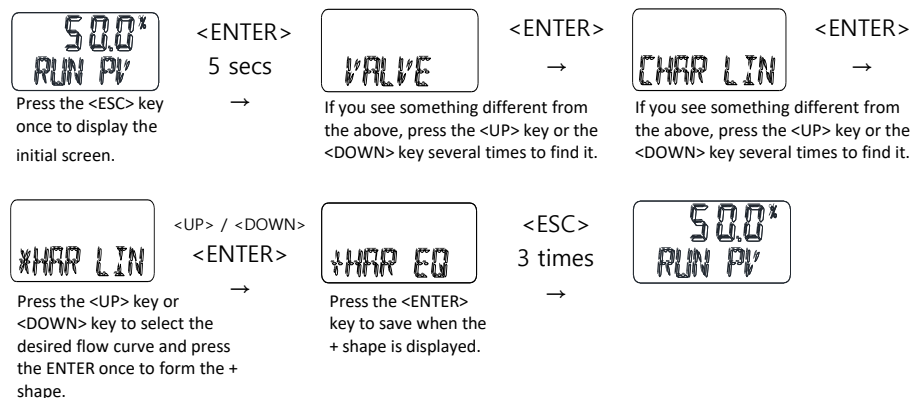 50.0%
RUN PV
Press the <ESC> key
once to display the
initial screen.
<ENTER>
5 secs
→
VALVE
If you see something different from
the above, press the <UP> key or the
<DOWN> key several times to find it.
<ENTER>
→
CHAR LIN
If you see something different from
the above, press the <UP> key or the
<DOWN> key several times to find it.
<ENTER>
→
*HAR LIN
Press the <UP> key or
<DOWN> key to select the
desired flow curve and press
the ENTER once to form the +
shape.
<UP> / <DOWN>
<ENTER>
→
+HAR EQ
Press the <ENTER>
key to save when the
+ shape is displayed.
<ESC>
3 times
→
50.0%
RUN PV